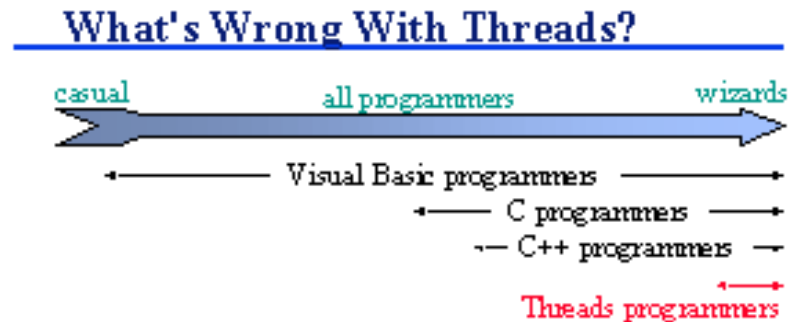 What's Wrong With Threads?
casual all programmers wizards
Visual Basic programmers
C programmers
C++ programmers
Threads programmers